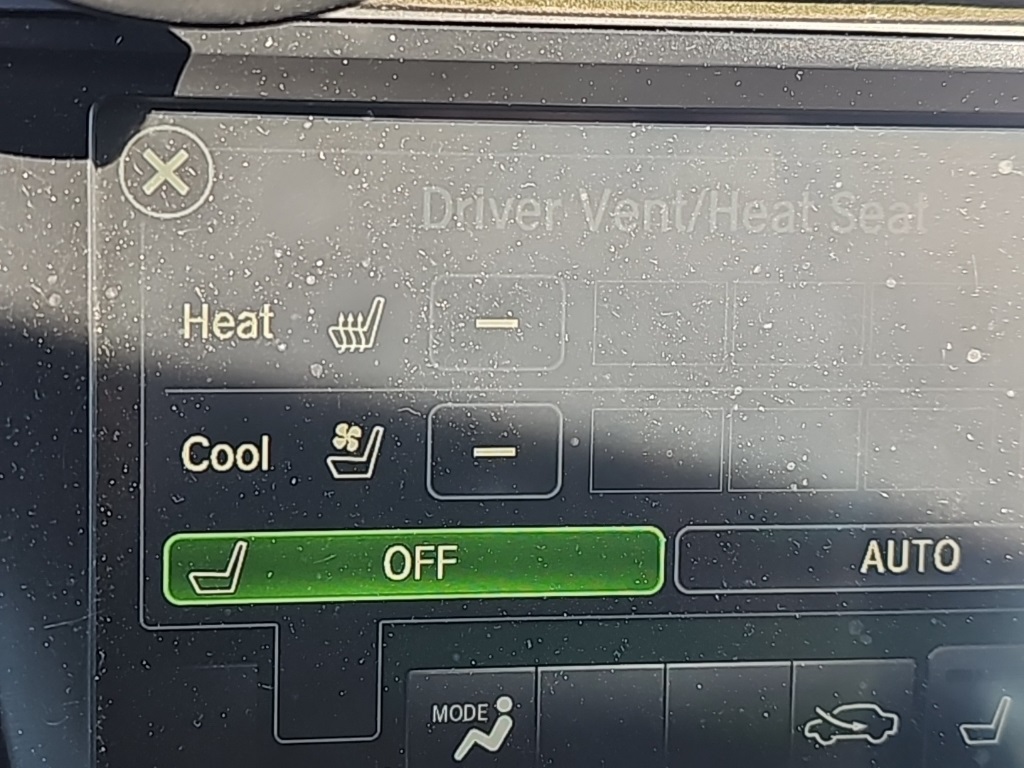 Driver Vent/Heat Seat
Heat
Cool
OFF
AUTO
MODE